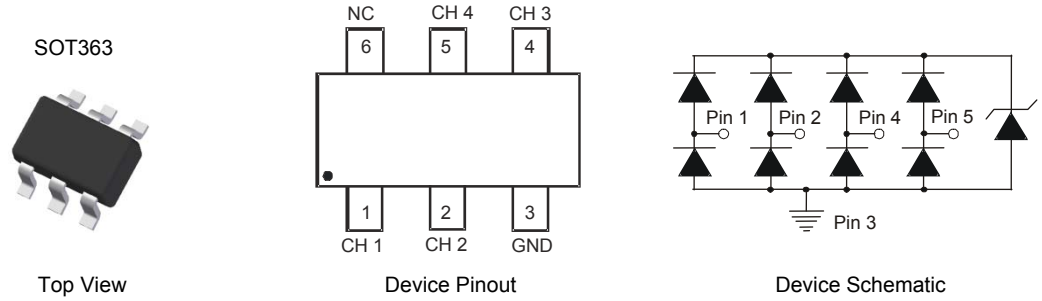 SOT363
Top View
NC CH 4 CH 3
6 5 4
1 2 3
CH 1 CH 2 GND
Device Pinout
Pin 1 Pin 2 Pin 4 Pin 5
Pin 3
Device Schematic